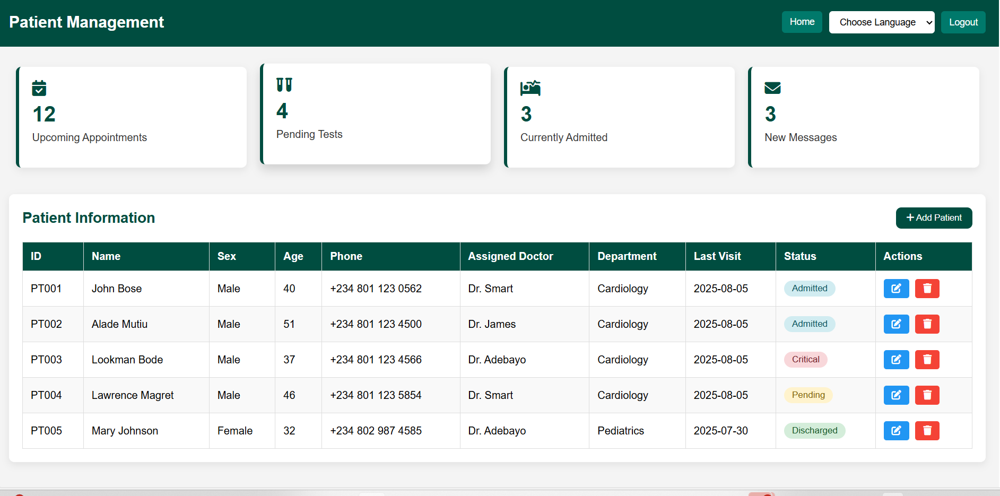 Patient Management
Home
Choose Language
Logout
12
Upcoming Appointments
4
Pending Tests
3
Currently Admitted
3
New Messages
Patient Information
+ Add Patient
ID Name Sex Age Phone Assigned Doctor Department Last Visit Status Actions
PT001 John Bose Male 40 +234 801 123 0562 Dr. Smart Cardiology 2025-08-05 Admitted
PT002 Alade Mutiu Male 51 +234 801 123 4500 Dr. James Cardiology 2025-08-05 Admitted
PT003 Lookman Bode Male 37 +234 801 123 4566 Dr. Adebayo Cardiology 2025-08-05 Critical
PT004 Lawrence Magret Male 46 +234 801 123 5854 Dr. Smart Cardiology 2025-08-05 Pending
PT005 Mary Johnson Female 32 +234 802 987 4585 Dr. Adebayo Pediatrics 2025-07-30 Discharged